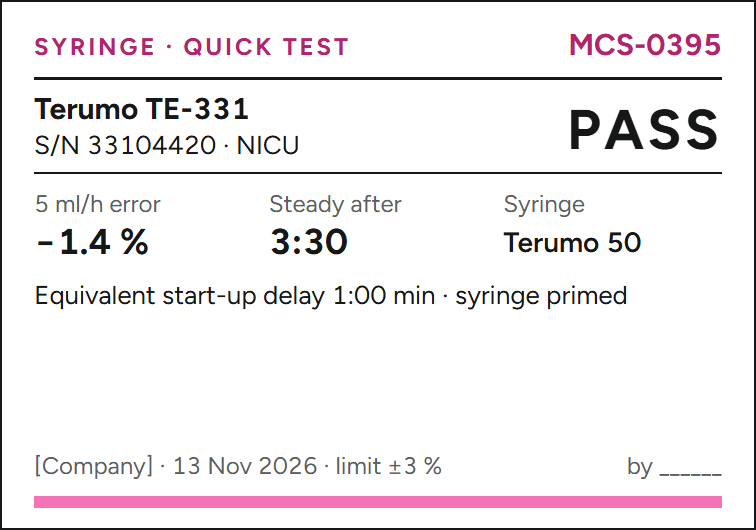 SYRINGE · QUICK TEST MCS-0395
Terumo TE-331
S/N 33104420 · NICU
PASS
5 ml/h error Steady after Syringe
−1.4 % 3:30 Terumo 50
Equivalent start-up delay 1:00 min · syringe primed
[Company] · 13 Nov 2026 · limit ±3 % by ______